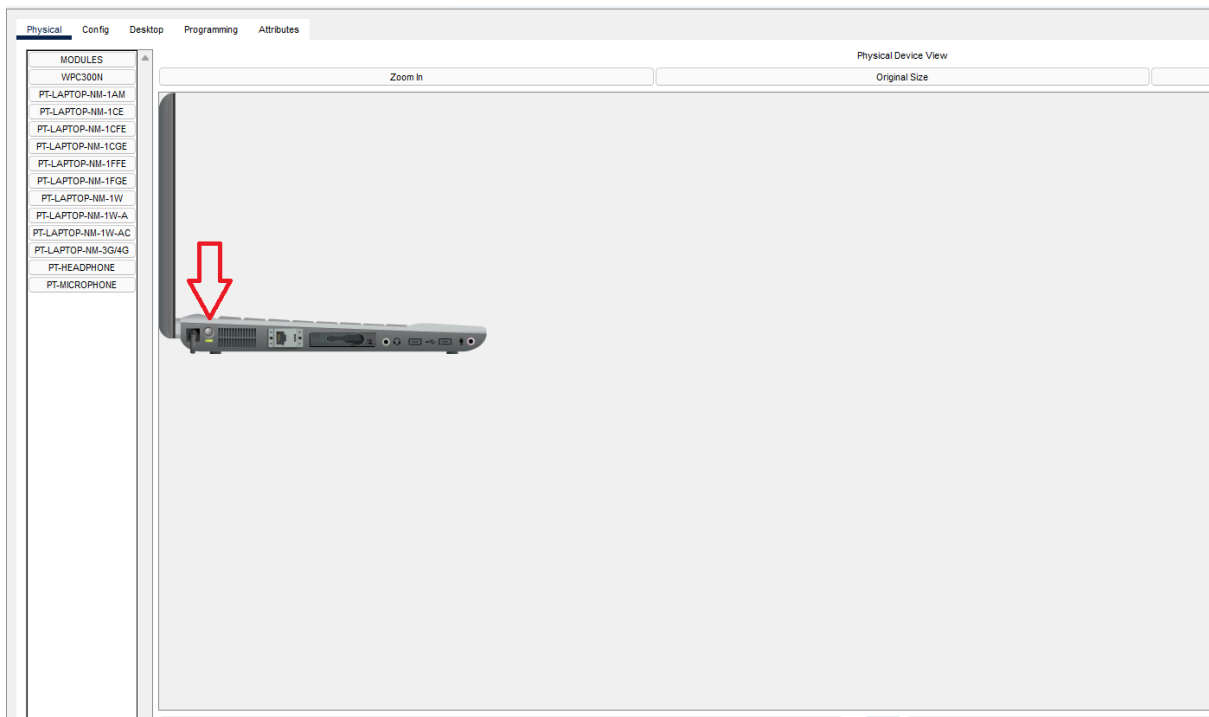 Physical Config Desktop Programming Attributes
MODULES
WPC300N
PT-LAPTOP-NM-1AM
PT-LAPTOP-NM-1CE
PT-LAPTOP-NM-1CFE
PT-LAPTOP-NM-1CGE
PT-LAPTOP-NM-1FFE
PT-LAPTOP-NM-1FGE
PT-LAPTOP-NM-1W
PT-LAPTOP-NM-1W-A
PT-LAPTOP-NM-1W-AC
PT-LAPTOP-NM-3G/4G
PT-HEADPHONE
PT-MICROPHONE
Physical Device View
Zoom In Original Size